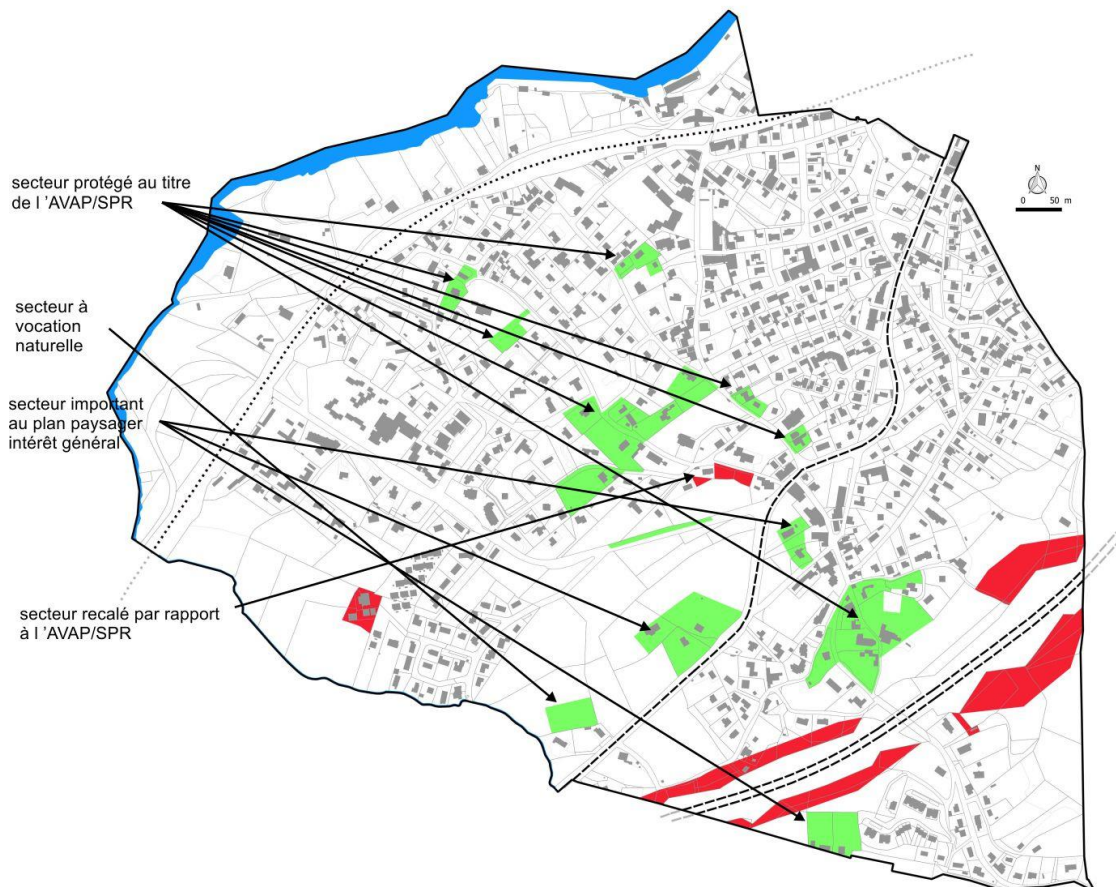 secteur protégé au titre
de l 'AVAP/SPR
N
50 m
secteur à
vocation
naturelle
secteur important
au plan paysager
intérêt général
secteur recalé par rapport
à l 'AVAP/SPR